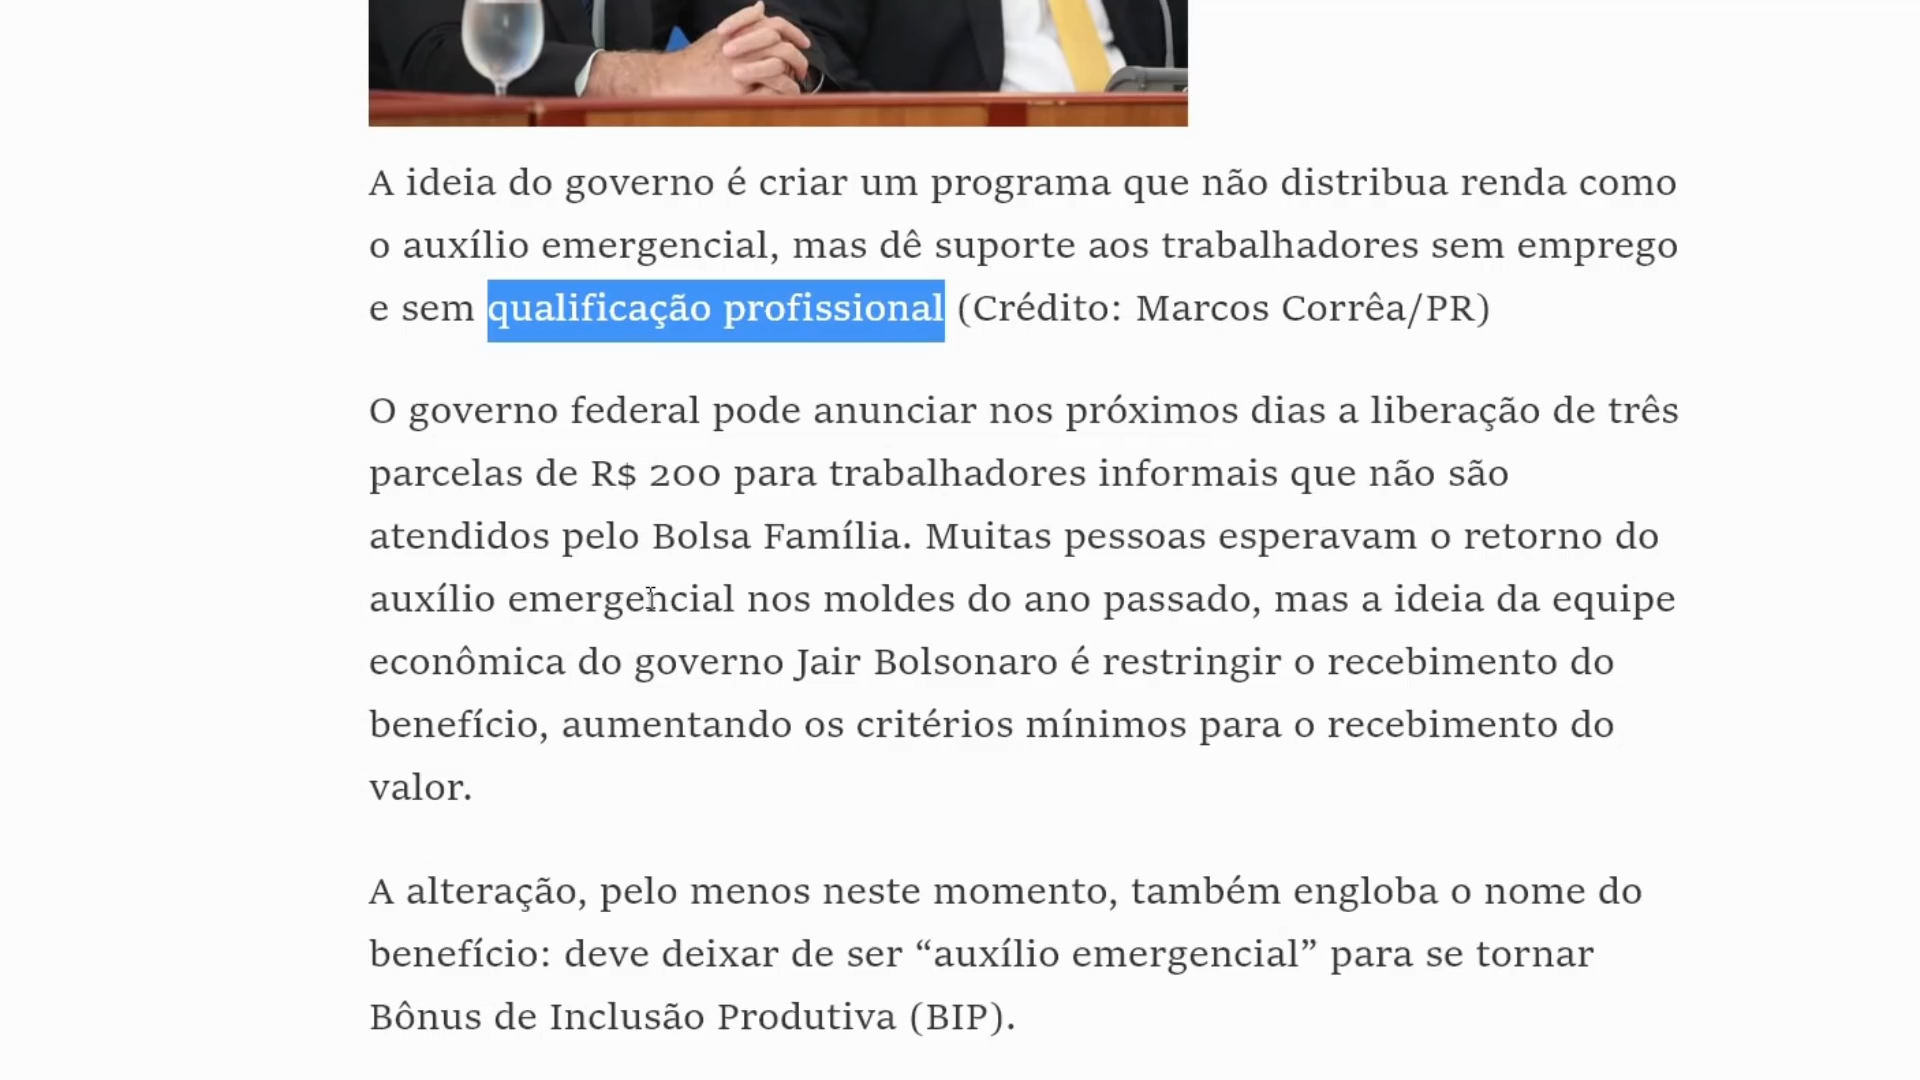 A ideia do governo é criar um programa que não distribua renda como
o auxílio emergencial, mas dê suporte aos trabalhadores sem emprego
e sem qualificação profissional (Crédito: Marcos Corrêa/PR)
O governo federal pode anunciar nos próximos dias a liberação de três
parcelas de R$ 200 para trabalhadores informais que não são
atendidos pelo Bolsa Família. Muitas pessoas esperavam o retorno do
auxílio emergencial nos moldes do ano passado, mas a ideia da equipe
econômica do governo Jair Bolsonaro é restringir o recebimento do
benefício, aumentando os critérios mínimos para o recebimento do
valor.
A alteração, pelo menos neste momento, também engloba o nome do
benefício: deve deixar de ser “auxílio emergencial” para se tornar
Bônus de Inclusão Produtiva (BIP).